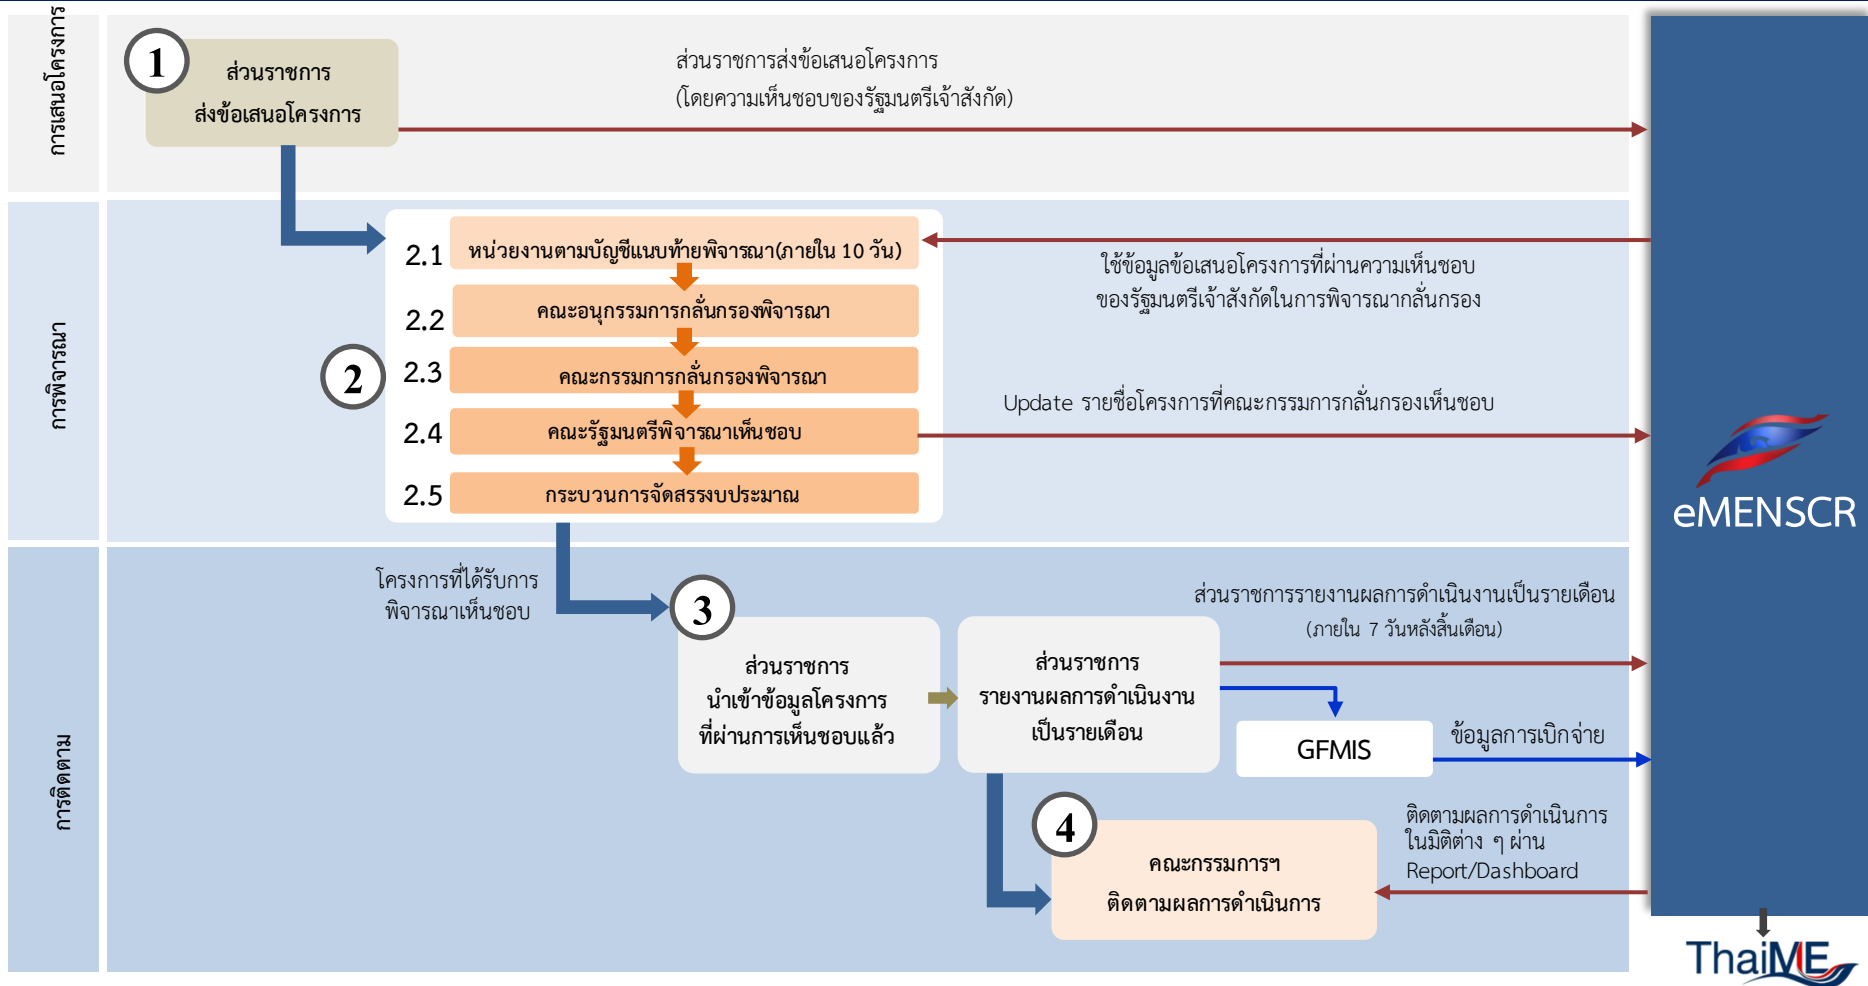 การเสนอโครงการ
1
ส่วนราชการ
ส่งข้อเสนอโครงการ
ส่วนราชการส่งข้อเสนอโครงการ
(โดยความเห็นชอบของรัฐมนตรีเจ้าสังกัด)
การพิจารณา
2
2.1 หน่วยงานตามบัญชีแนบท้ายพิจารณา(ภายใน 10 วัน)
2.2 คณะอนุกรรมการกลั่นกรองพิจารณา
2.3 คณะกรรมการกลั่นกรองพิจารณา
2.4 คณะรัฐมนตรีพิจารณาเห็นชอบ
2.5 กระบวนการจัดสรรงบประมาณ
ใช้ข้อมูลข้อเสนอโครงการที่ผ่านความเห็นชอบ
ของรัฐมนตรีเจ้าสังกัดในการพิจารณากลั่นกรอง
Update รายชื่อโครงการที่คณะกรรมการกลั่นกรองเห็นชอบ
eMENSCR
การติดตาม
โครงการที่ได้รับการ
พิจารณาเห็นชอบ
3
ส่วนราชการ
นำเข้าข้อมูลโครงการ
ที่ผ่านการเห็นชอบแล้ว
ส่วนราชการ
รายงานผลการดำเนินงาน
เป็นรายเดือน
ส่วนราชการรายงานผลการดำเนินงานเป็นรายเดือน
(ภายใน 7 วันหลังสิ้นเดือน)
GFMIS
ข้อมูลการเบิกจ่าย
4
คณะกรรมการฯ
ติดตามผลการดำเนินการ
ติดตามผลการดำเนินการ
ในมิติต่าง ๆ ผ่าน
Report/Dashboard
ThaiME